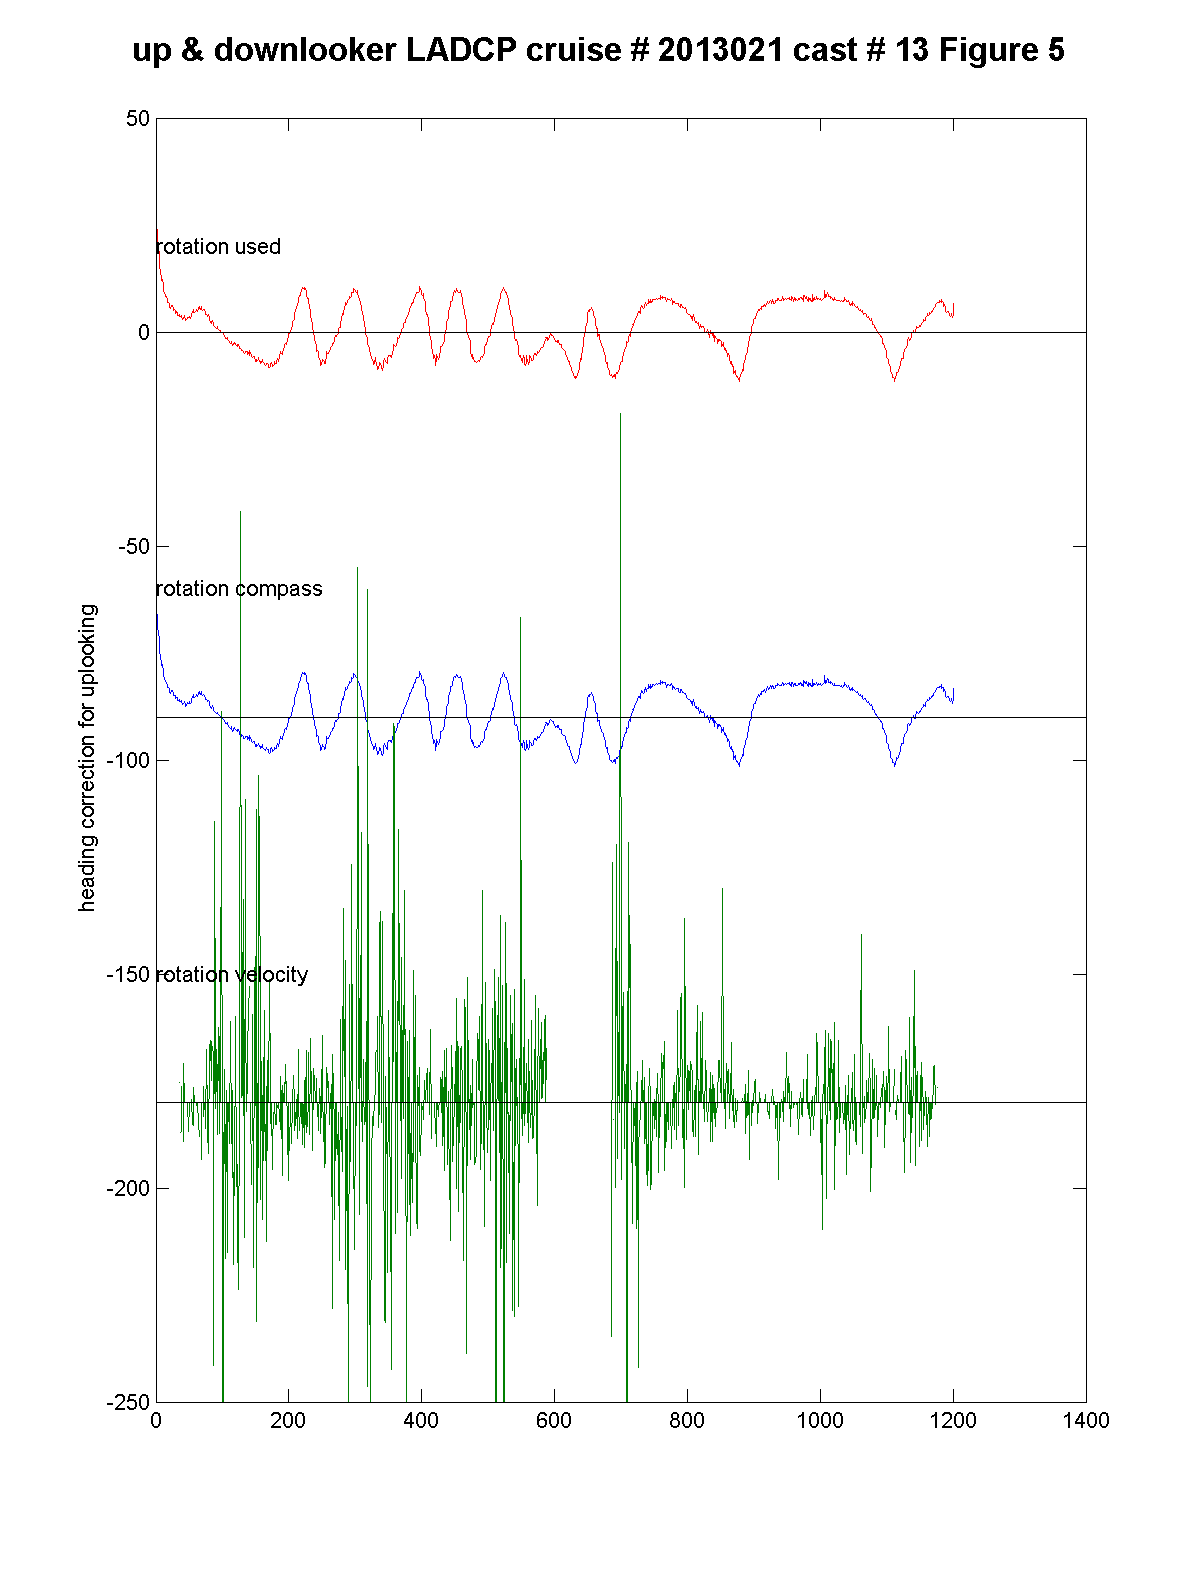 up & downlooker LADCP cruise # 2013021 cast # 13 Figure 5
50
rotation used
0
-50
rotation compass
heading correction for uplooking
-100
-150
rotation velocity
-200
-250
0 200 400 600 800 1000 1200 1400